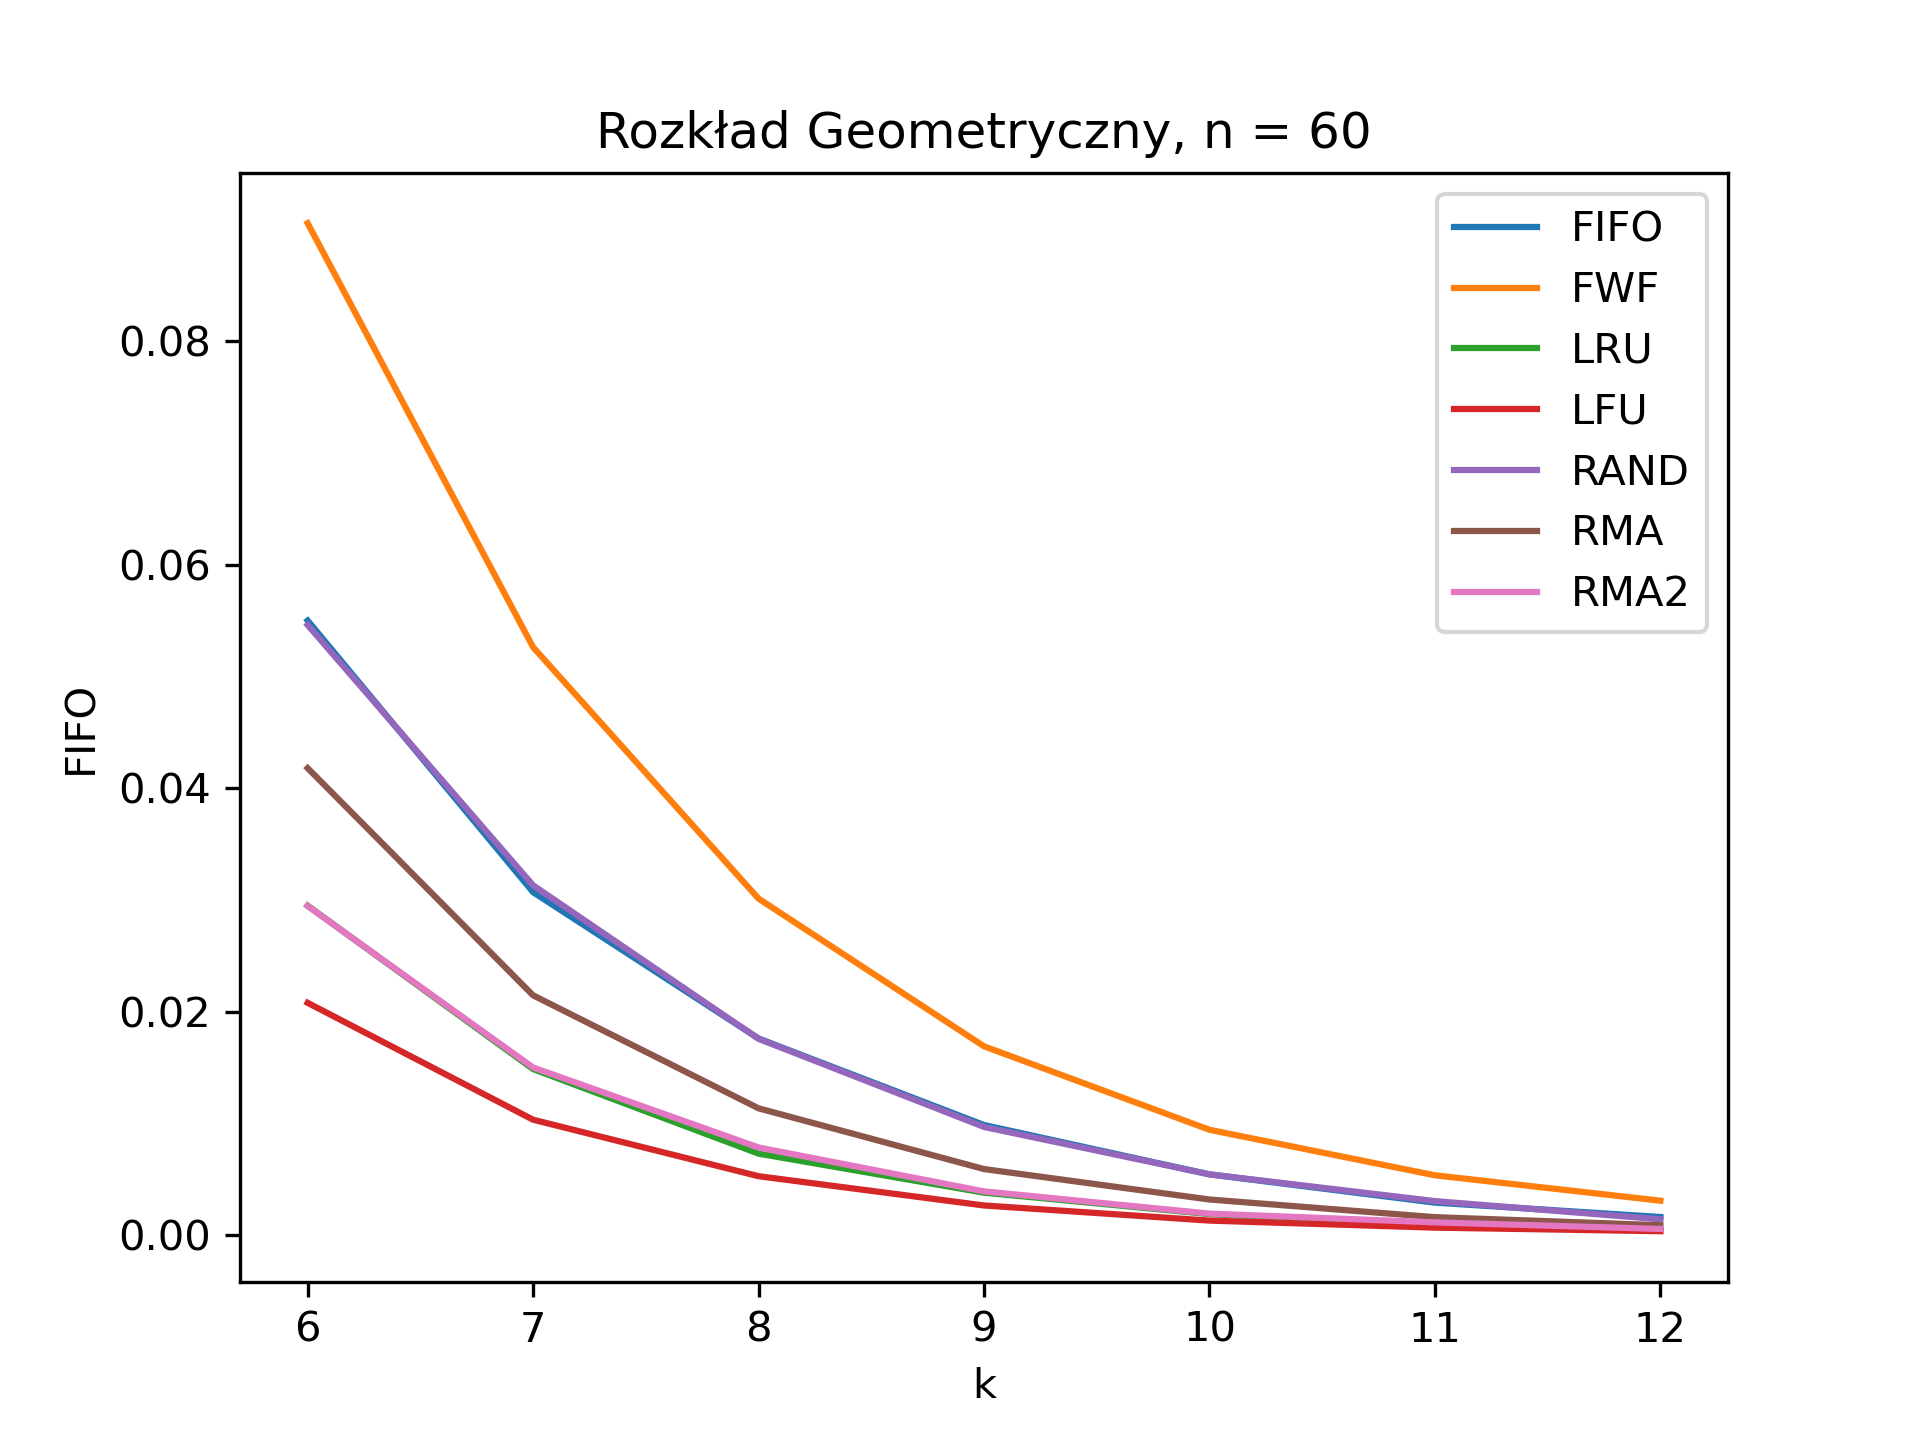 Rozkład Geometryczny, n = 60
FIFO
FWF
LRU
LFU
RAND
RMA
RMA2
0.08
0.06
0.04
0.02
0.00
FIFO
6 7 8 9 10 11 12
k